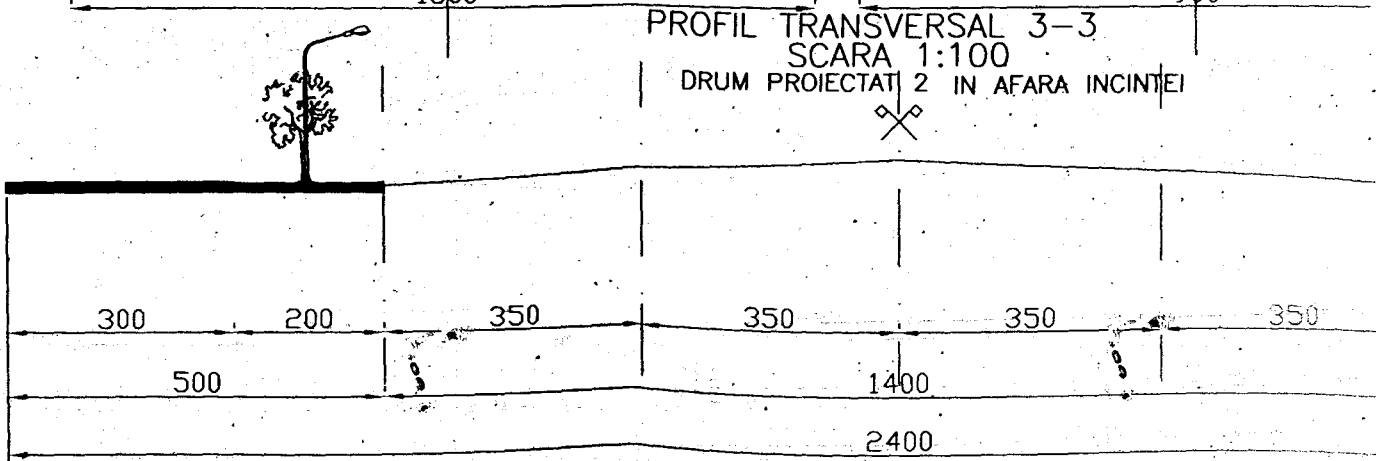 PROFIL TRANSVERSAL 3-3
SCARA 1:100
DRUM PROIECTAT 2 IN AFARA INCINTEI
300 200 350 350 350 350
500 1400
2400